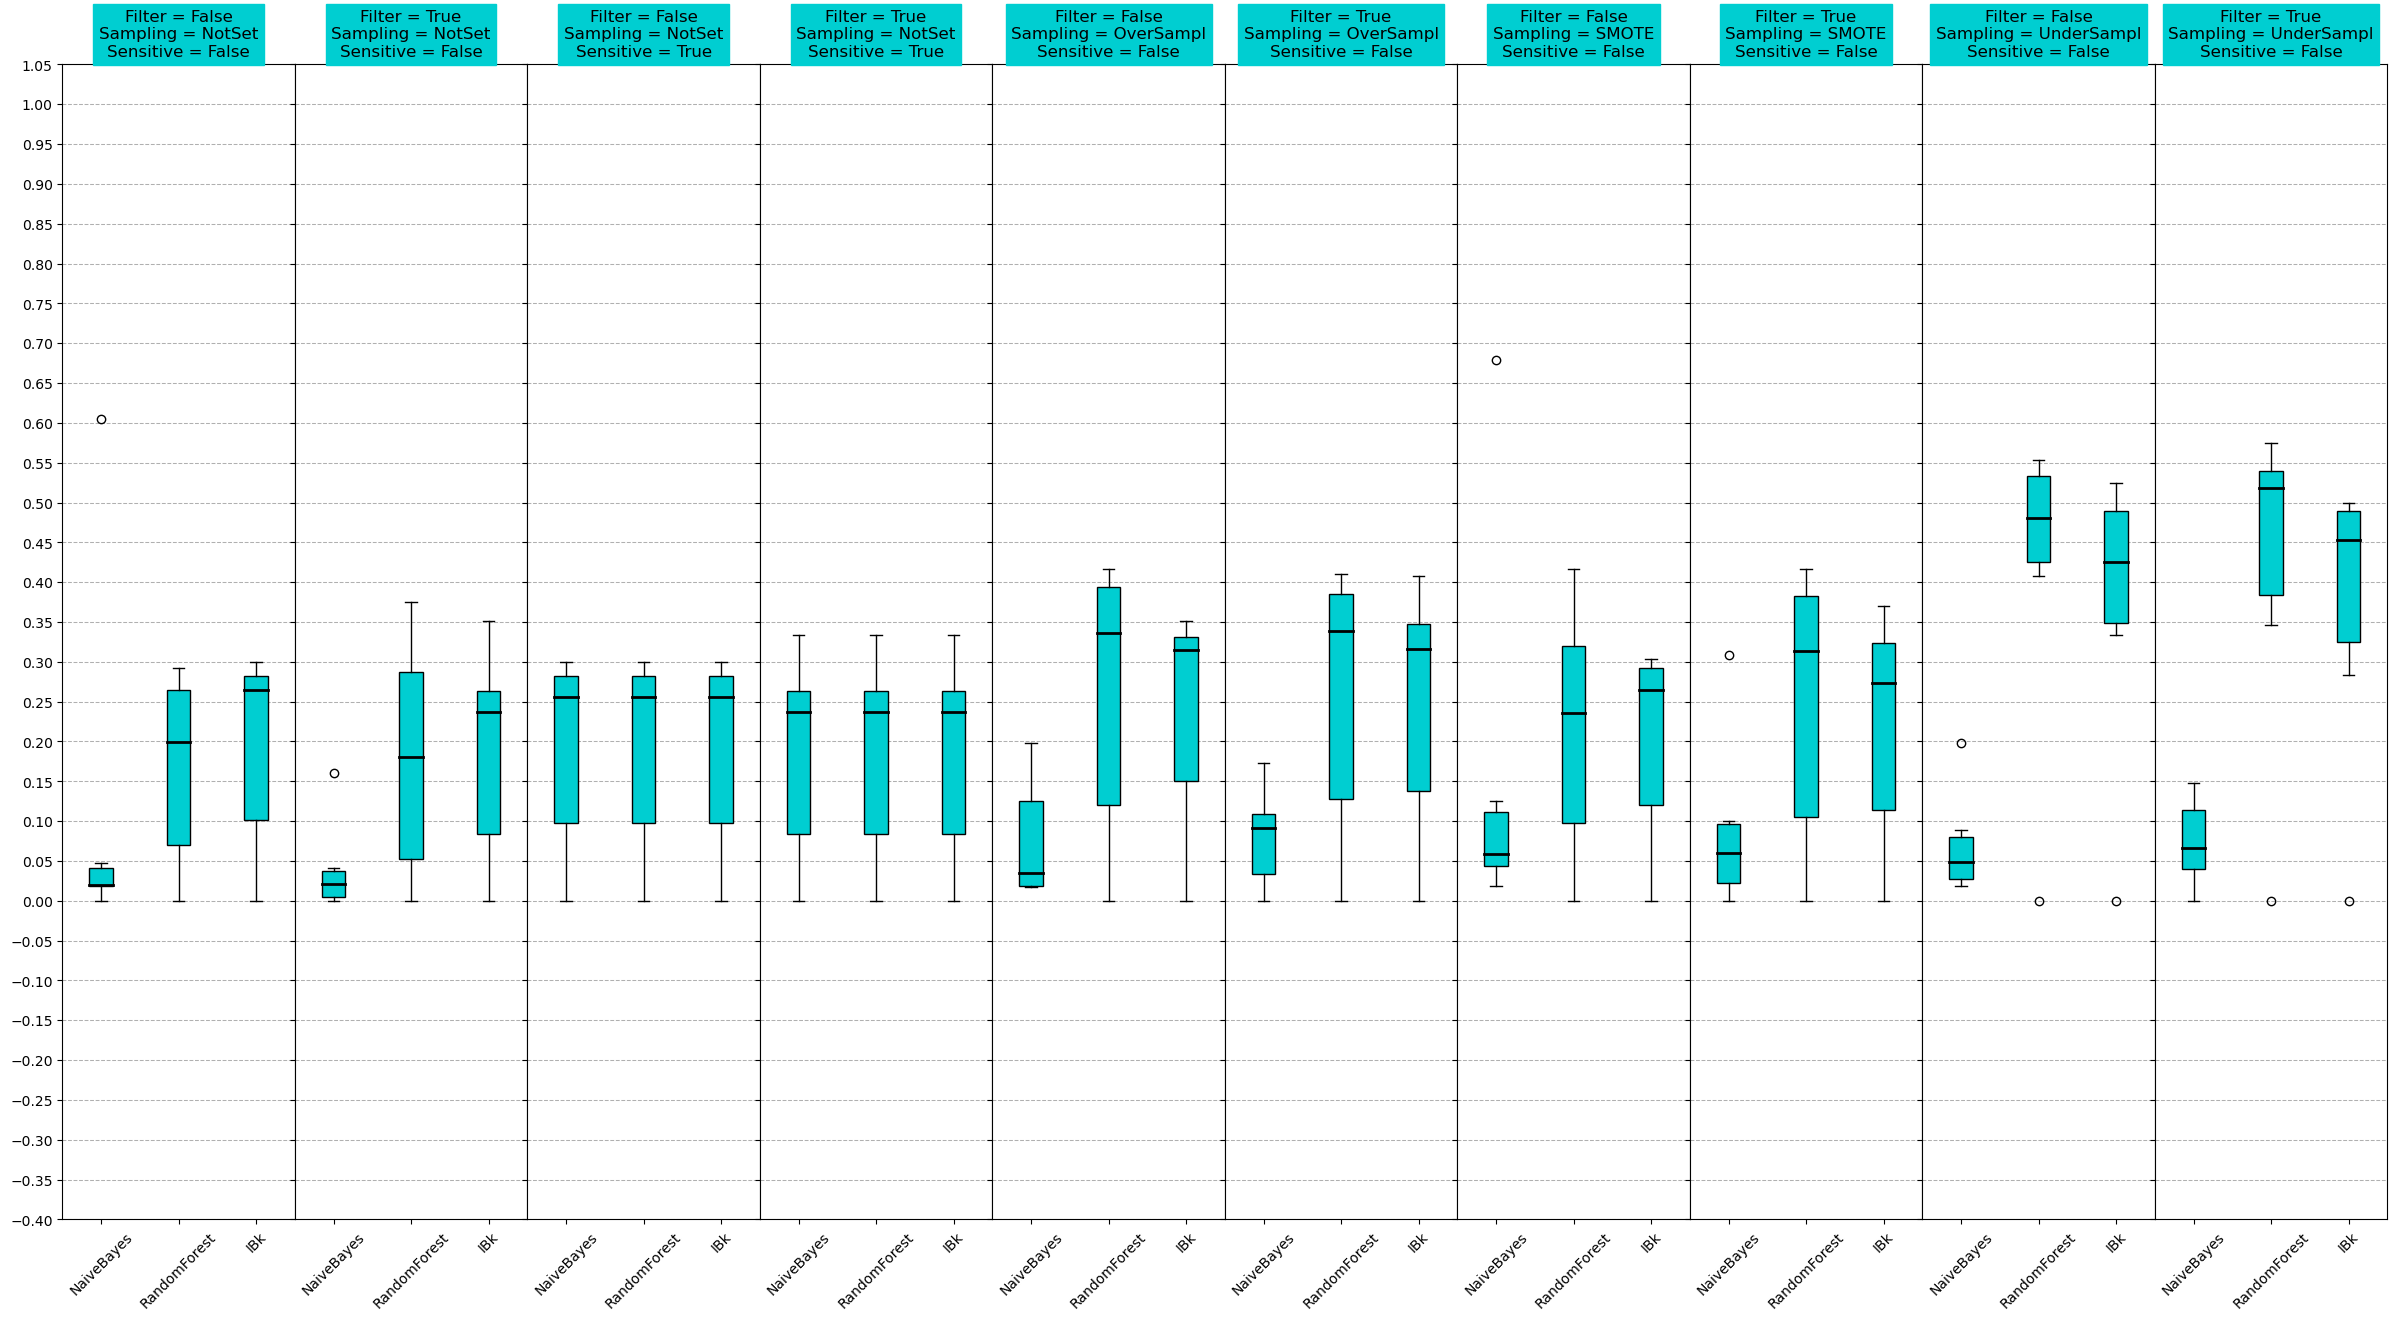 Filter = False
Sampling = NotSet
Sensitive = False
Filter = True
Sampling = NotSet
Sensitive = False
Filter = False
Sampling = NotSet
Sensitive = True
Filter = True
Sampling = NotSet
Sensitive = True
Filter = False
Sampling = OverSampl
Sensitive = False
Filter = True
Sampling = OverSampl
Sensitive = False
Filter = False
Sampling = SMOTE
Sensitive = False
Filter = True
Sampling = SMOTE
Sensitive = False
Filter = False
Sampling = UnderSampl
Sensitive = False
Filter = True
Sampling = UnderSampl
Sensitive = False
1.05
1.00
0.95
0.90
0.85
0.80
0.75
0.70
0.65
0.60
0.55
0.50
0.45
0.40
0.35
0.30
0.25
0.20
0.15
0.10
0.05
0.00
−0.05
−0.10
−0.15
−0.20
−0.25
−0.30
−0.35
−0.40
NaiveBayes
RandomForest
IBk
NaiveBayes
RandomForest
IBk
NaiveBayes
RandomForest
IBk
NaiveBayes
RandomForest
IBk
NaiveBayes
RandomForest
IBk
NaiveBayes
RandomForest
IBk
NaiveBayes
RandomForest
IBk
NaiveBayes
RandomForest
IBk
NaiveBayes
RandomForest
IBk
NaiveBayes
RandomForest
IBk